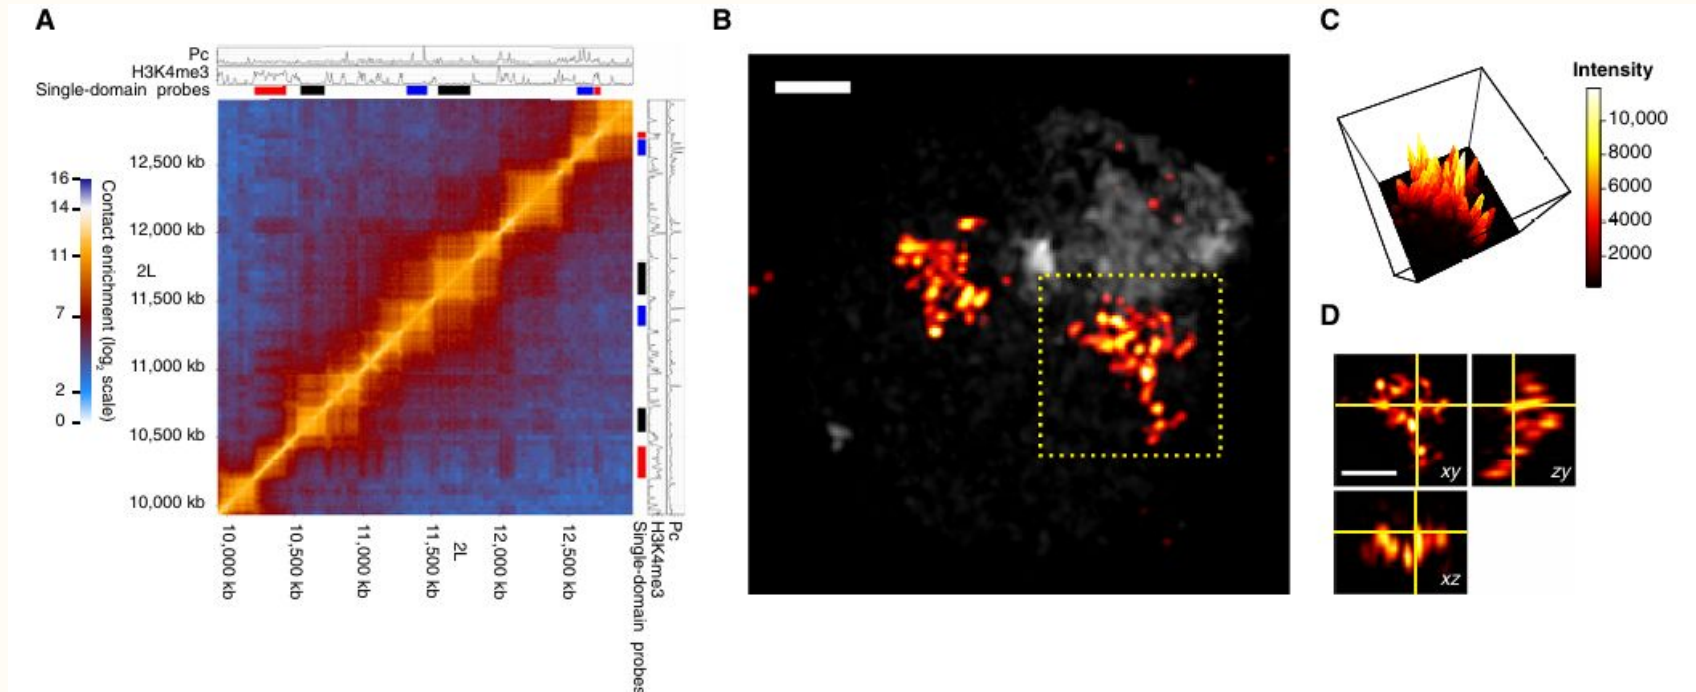 A
Pc
H3K4me3
Single-domain probes
12,500 kb
12,000 kb
2L
11,500 kb
11,000 kb
10,500 kb
10,000 kb
16
14
11
7
2
0
Contact enrichment (log2 scale)
10,000 kb
10,500 kb
11,000 kb
11,500 kb
2L
12,000 kb
12,500 kb
Single-domain probes
H3K4me3
Pc
B
C
Intensity
10,000
8000
6000
4000
2000
D
xy
zy
xz